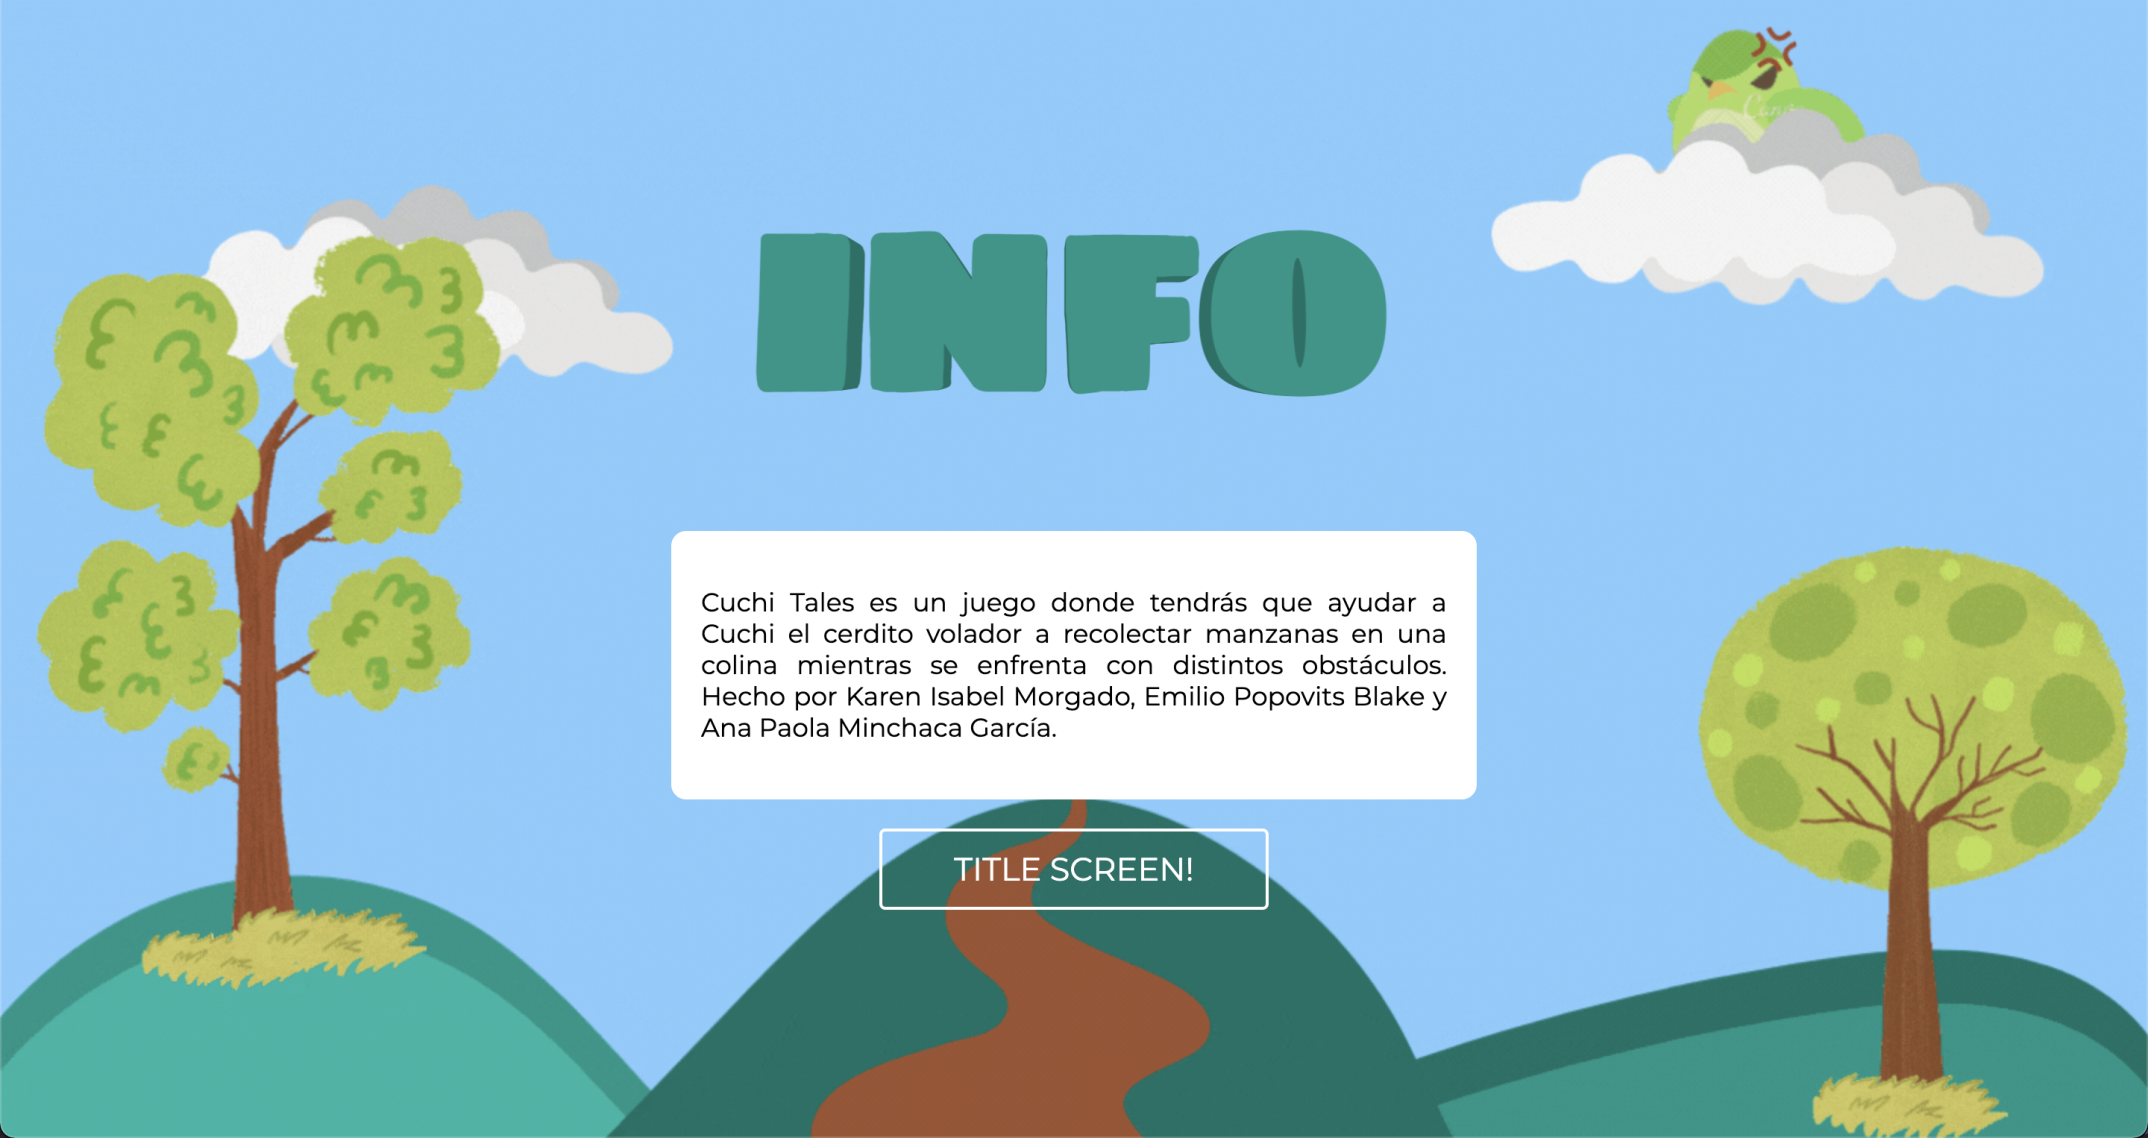 INFO
Cuchi Tales es un juego donde tendrás que ayudar a
Cuchi el cerdito volador a recolectar manzanas en una
colina mientras se enfrenta con distintos obstáculos.
Hecho por Karen Isabel Morgado, Emilio Popovits Blake y
Ana Paola Minchaca García.
TITLE SCREEN!